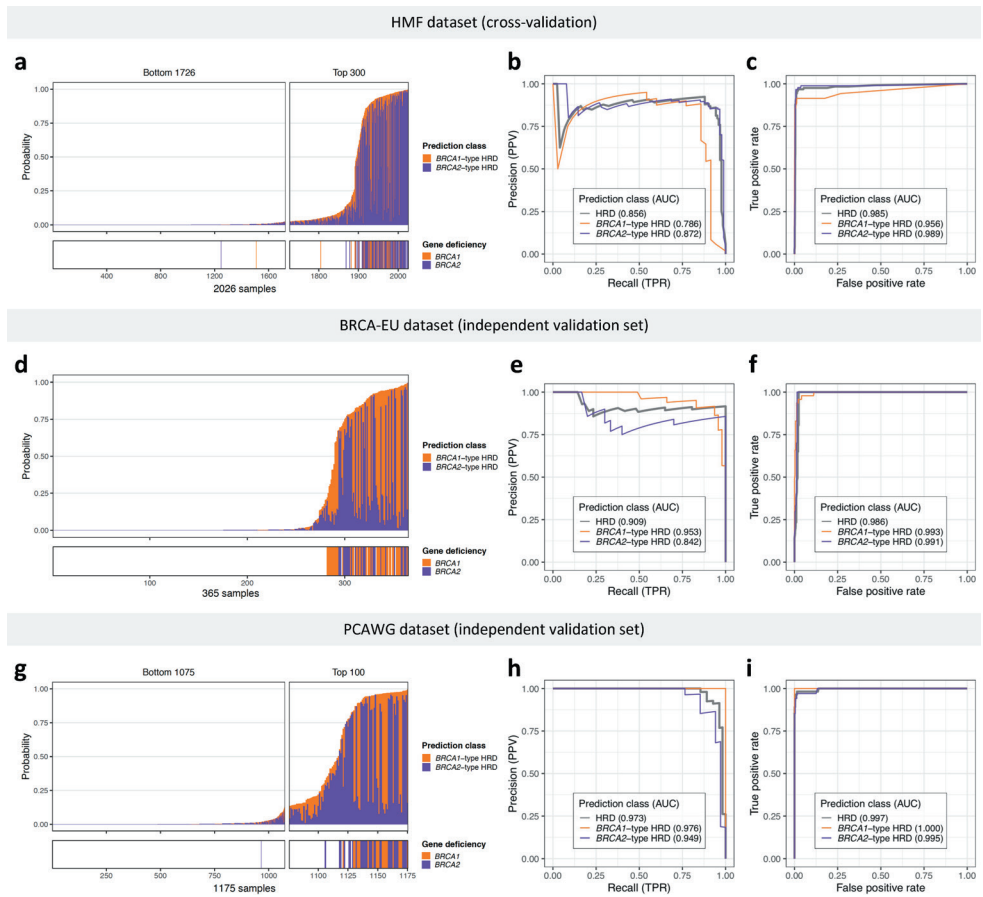 HMF dataset (cross-validation)
a
Bottom 1726
Top 300
Probability
1.00
0.75
0.50
0.25
0.00
Prediction class
BRCA1–type HRD
BRCA2–type HRD
Gene deficiency
BRCA1
BRCA2
400
800
1200
1600
1800
1900
2000
2026 samples
b
Precision (PPV)
1.00
0.75
0.50
0.25
0.00
Prediction class (AUC)
HRD (0.856)
BRCA1–type HRD (0.786)
BRCA2–type HRD (0.872)
0.00
0.25
0.50
0.75
1.00
Recall (TPR)
c
True positive rate
1.00
0.75
0.50
0.25
0.00
Prediction class (AUC)
HRD (0.985)
BRCA1–type HRD (0.956)
BRCA2–type HRD (0.989)
0.00
0.25
0.50
0.75
1.00
False positive rate
BRCA-EU dataset (independent validation set)
d
Probability
1.00
0.75
0.50
0.25
0.00
Prediction class
BRCA1–type HRD
BRCA2–type HRD
Gene deficiency
BRCA1
BRCA2
100
200
300
365 samples
e
Precision (PPV)
1.00
0.75
0.50
0.25
0.00
Prediction class (AUC)
HRD (0.909)
BRCA1–type HRD (0.953)
BRCA2–type HRD (0.842)
0.00
0.25
0.50
0.75
1.00
Recall (TPR)
f
True positive rate
1.00
0.75
0.50
0.25
0.00
Prediction class (AUC)
HRD (0.986)
BRCA1–type HRD (0.993)
BRCA2–type HRD (0.991)
0.00
0.25
0.50
0.75
1.00
False positive rate
PCAWG dataset (independent validation set)
g
Bottom 1075
Top 100
Probability
1.00
0.75
0.50
0.25
0.00
Prediction class
BRCA1–type HRD
BRCA2–type HRD
Gene deficiency
BRCA1
BRCA2
250
500
750
1000
1100
1125
1150
1175
1175 samples
h
Precision (PPV)
1.00
0.75
0.50
0.25
0.00
Prediction class (AUC)
HRD (0.973)
BRCA1–type HRD (0.976)
BRCA2–type HRD (0.949)
0.00
0.25
0.50
0.75
1.00
Recall (TPR)
i
True positive rate
1.00
0.75
0.50
0.25
0.00
Prediction class (AUC)
HRD (0.997)
BRCA1–type HRD (1.000)
BRCA2–type HRD (0.995)
0.00
0.25
0.50
0.75
1.00
False positive rate